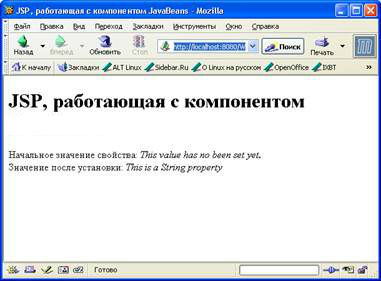 JSP, работающая с компонентом JavaBeans - Mozilla
Файл Правка Вид Переход Закладки Инструменты Окно Справка
Назад Вперед Обновить Стоп http://localhost:8080/W Поиск Печать
К началу Закладки ALT Linux Sidebar.Ru О Linux на русском OpenOffice IXBT
JSP, работающая с компонентом
Начальное значение свойства: This value has no been set yet.
Значение после установки: This is a String property
Готово